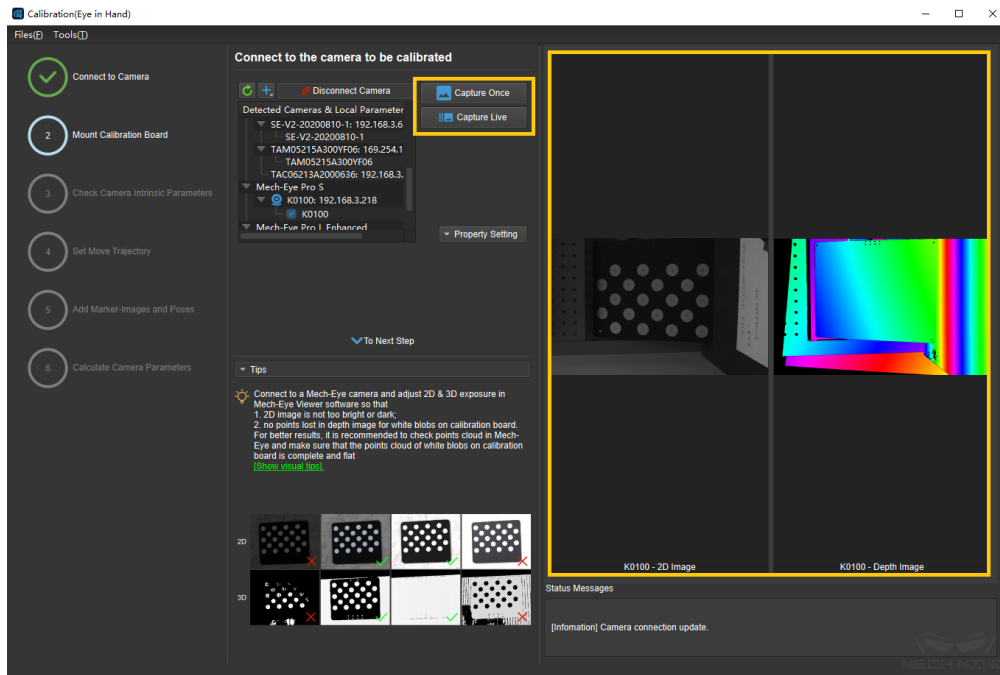 Calibration(Eye in Hand)
Files(F) Tools(T)
Connect to Camera
2
Mount Calibration Board
3
Check Camera Intrinsic Parameters
4
Set Move Trajectory
5
Add Marker-Images and Poses
6
Calculate Camera Parameters
Connect to the camera to be calibrated
Disconnect Camera
Capture Once
Capture Live
Detected Cameras & Local Parameter
SE-V2-20200810-1: 192.168.3.6
SE-V2-20200810-1
TAM05215A300YF06: 169.254.1
TAM05215A300YF06
TAC06213A2000636: 192.168.3.
Mech-Eye Pro S
K0100: 192.168.3.218
K0100
Mech-Eye Pro L Enhanced
Property Setting
To Next Step
Tips
Connect to a Mech-Eye camera and adjust 2D & 3D exposure in
Mech-Eye Viewer software so that
1. 2D image is not too bright or dark;
2. no points lost in depth image for white blobs on calibration board.
For better results, it is recommended to check points cloud in Mech-
Eye and make sure that the points cloud of white blobs on calibration
board is complete and flat
[Show visual tips].
2D
3D
K0100 - 2D Image
K0100 - Depth Image
Status Messages
[Infomation] Camera connection update.
MECH MIND